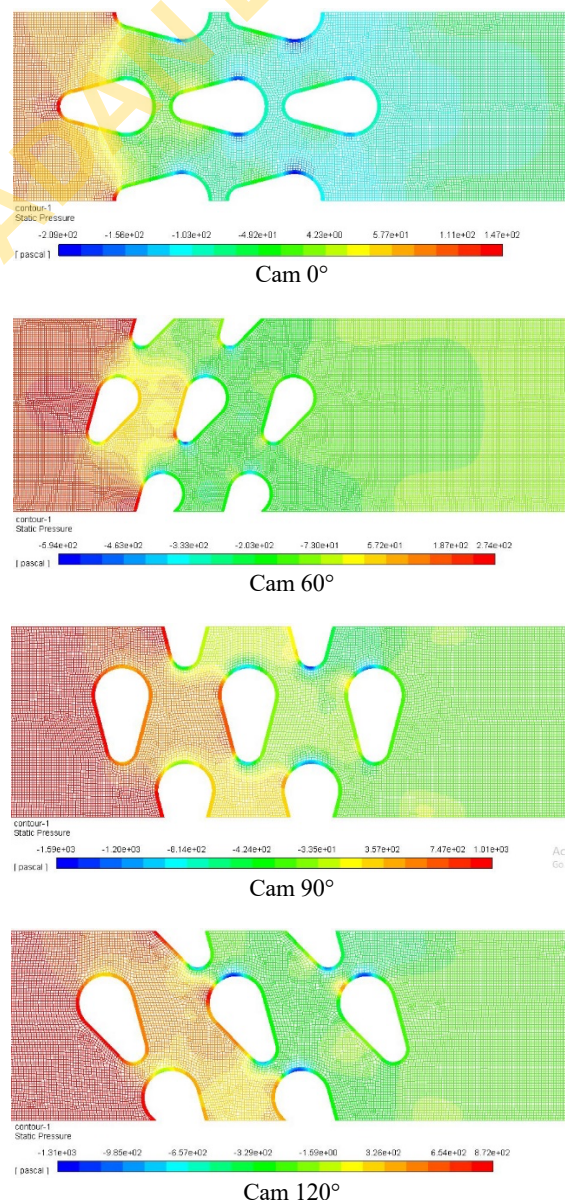 contour-1
Static Pressure
-2.09e+02 -1.56e+02 -1.03e+02 -4.92e+01 4.23e+00 5.77e+01 1.11e+02 1.47e+02
[ pascal ]
Cam 0°
contour-1
Static Pressure
-5.94e+02 -4.63e+02 -3.33e+02 -2.03e+02 -7.30e+01 5.72e+01 1.87e+02 2.74e+02
[ pascal ]
Cam 60°
contour-1
Static Pressure
-1.59e+03 -1.20e+03 -8.14e+02 -4.24e+02 -3.35e+01 3.57e+02 7.47e+02 1.01e+03
[ pascal ]
Cam 90°
contour-1
Static Pressure
-1.31e+03 -9.85e+02 -6.57e+02 -3.29e+02 -1.59e+00 3.26e+02 6.54e+02 8.72e+02
[ pascal ]
Cam 120°